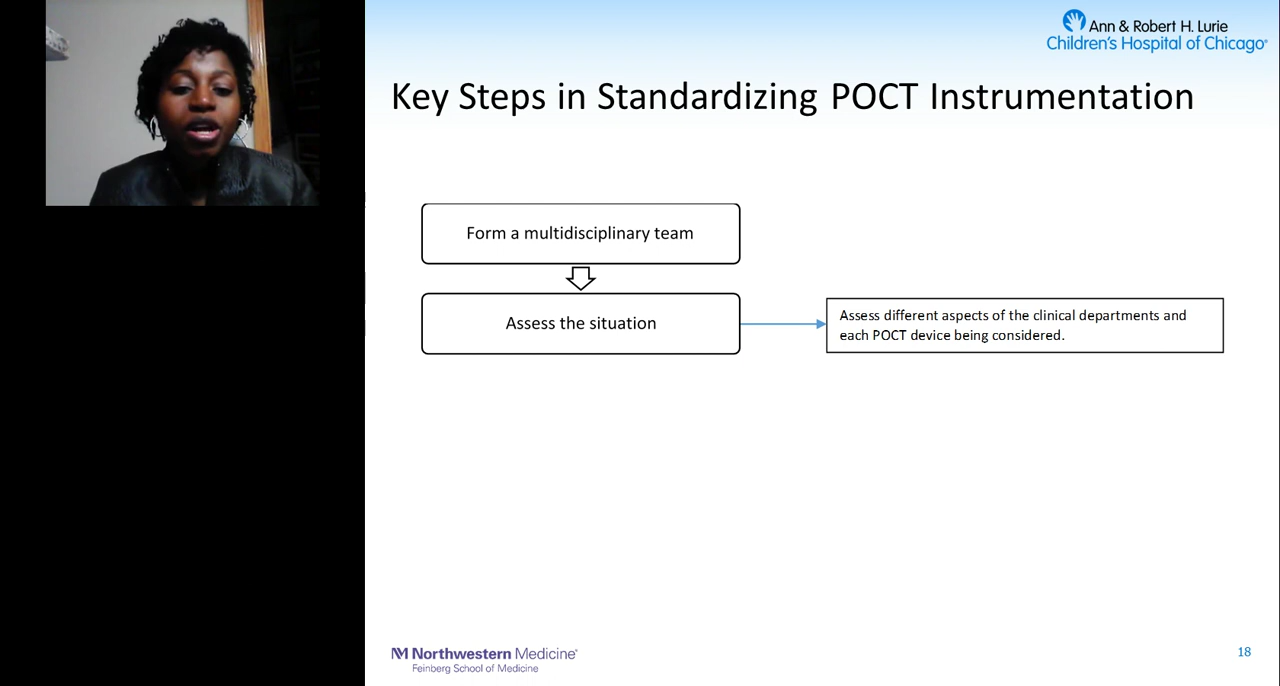 Ann & Robert H. Lurie
Children's Hospital of Chicago®
Key Steps in Standardizing POCT Instrumentation
Form a multidisciplinary team
Assess the situation
Assess different aspects of the clinical departments and
each POCT device being considered.
Northwestern Medicine®
Feinberg School of Medicine
18